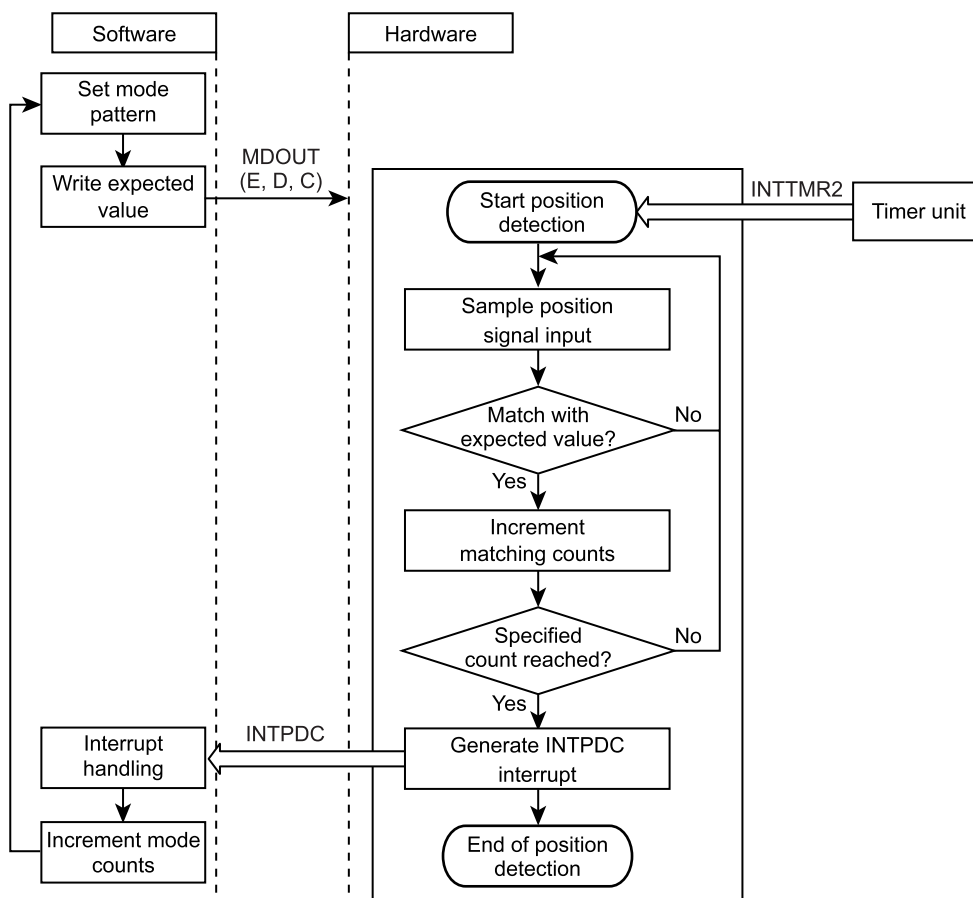 Software
Hardware
Set mode
pattern
Write expected
value
MDOUT
(E, D, C)
Start position
detection
INTTMR2
Timer unit
Sample position
signal input
Match with
expected value?
No
Yes
Increment
matching counts
Specified
count reached?
No
Yes
Generate INTPDC
interrupt
INTPDC
Interrupt
handling
Increment mode
counts
End of position
detection